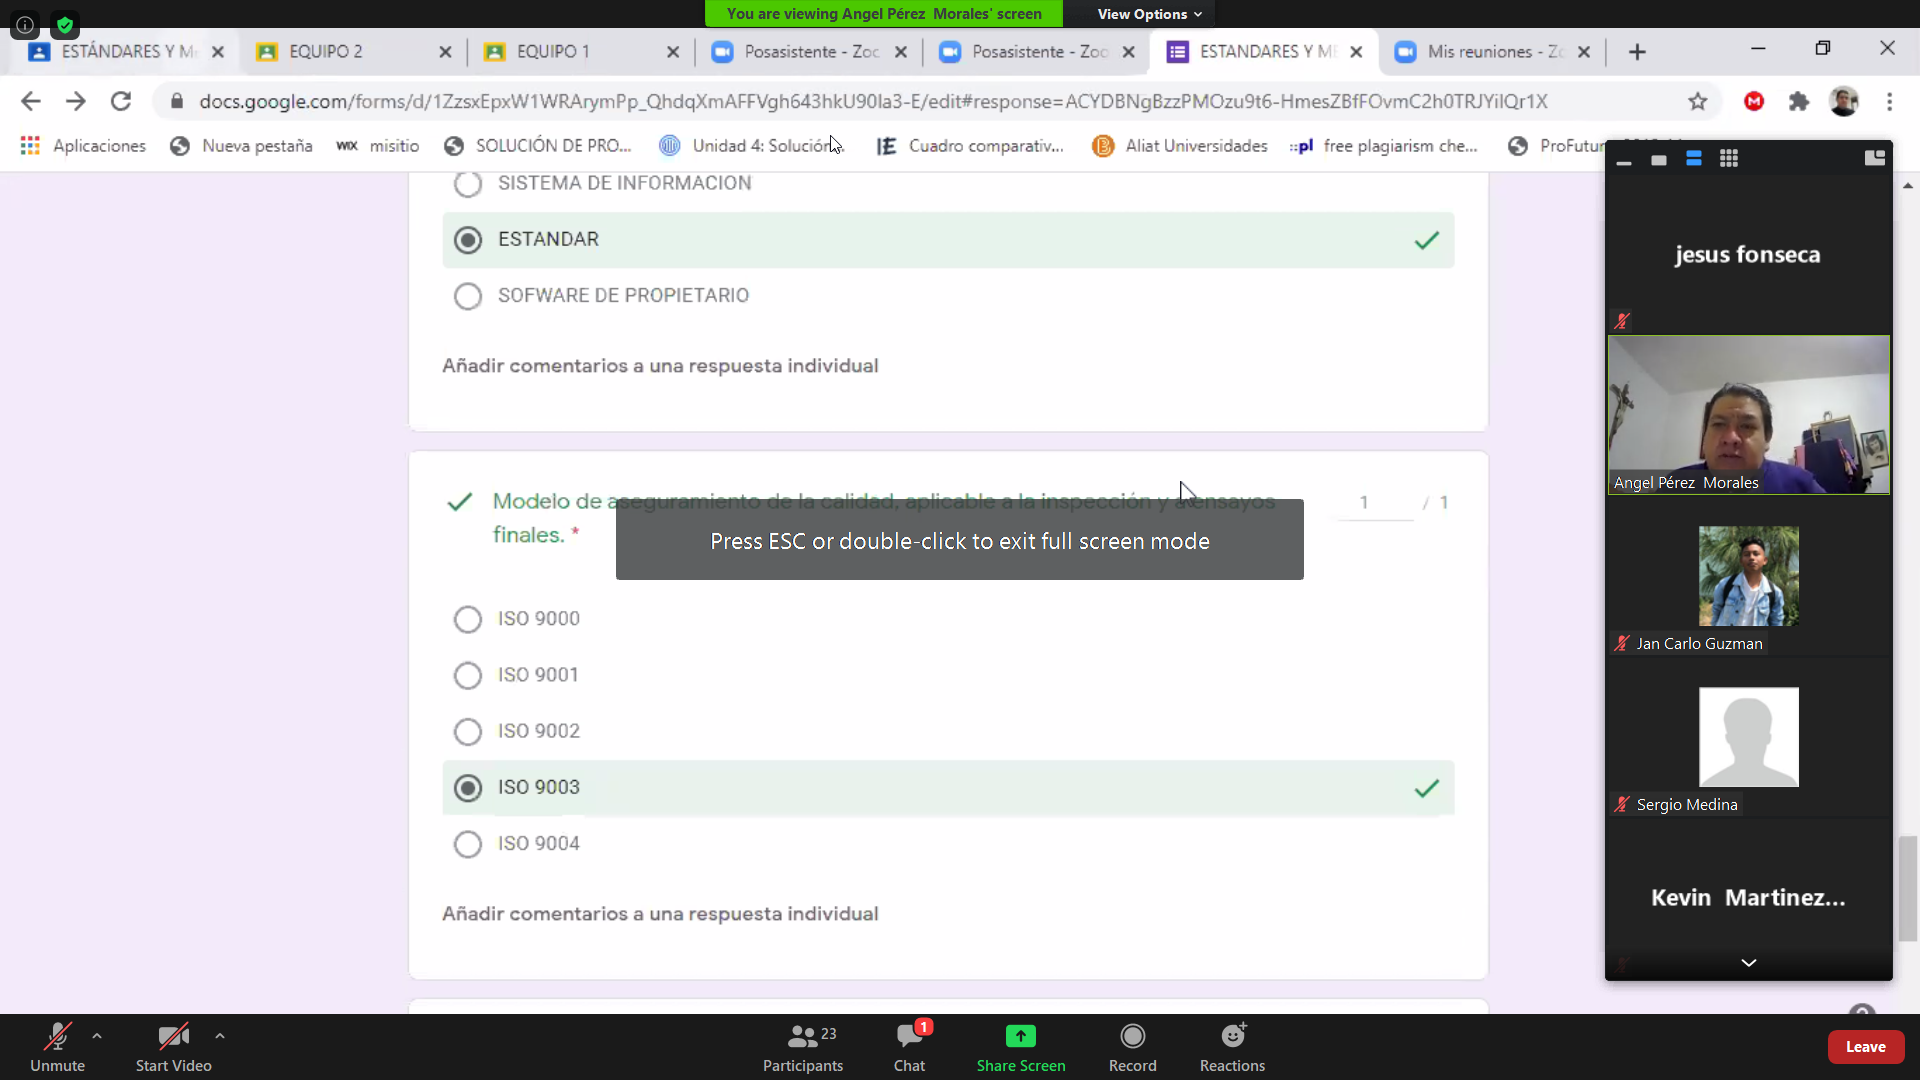 You are viewing Angel Pérez Morales' screen
View Options
ESTÁNDARES Y M
EQUIPO 2
EQUIPO 1
Posasistente - Zoc
Posasistente - Zoo
ESTANDARES Y ME
Mis reuniones - Zo
docs.google.com/forms/d/1ZzsxEpxW1WRArymPp_QhdqXmAFFVgh643hkU90Ia3-E/edit#response=ACYDBNgBzzPMOzu9t6-HmesZBfFOvmC2h0TRJYiIQr1X
Aplicaciones
Nueva pestaña
WIX misitio
SOLUCIÓN DE PRO...
Unidad 4: Solución...
Cuadro comparativ...
Aliat Universidades
::pl free plagiarism che...
SISTEMA DE INFORMACION
ESTANDAR
SOFWARE DE PROPIETARIO
Añadir comentarios a una respuesta individual
Modelo de aseguramiento de la calidad, aplicable a la inspección y a ensayos
finales. *
1 / 1
Press ESC or double-click to exit full screen mode
ISO 9000
ISO 9001
ISO 9002
ISO 9003
ISO 9004
Añadir comentarios a una respuesta individual
jesus fonseca
Angel Pérez Morales
Jan Carlo Guzman
Sergio Medina
Kevin Martinez...
Unmute
Start Video
Participants
23
Chat
1
Share Screen
Record
Reactions
Leave